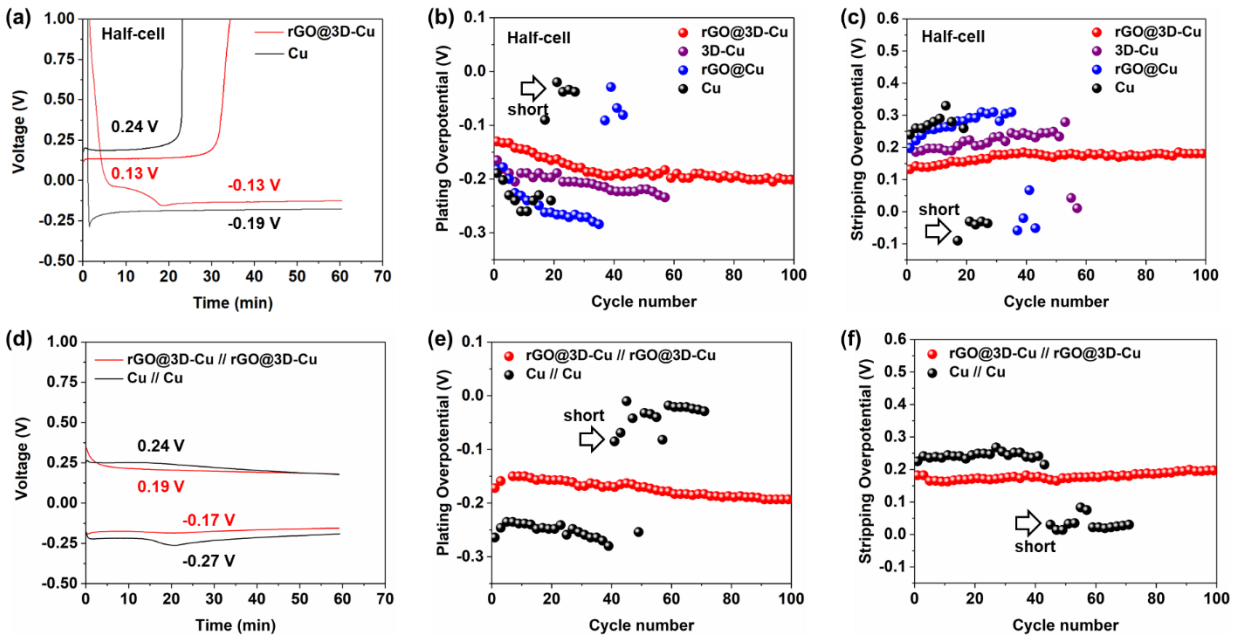 (a)
Half-cell
rGO@3D-Cu
Cu
0.24 V
0.13 V
-0.13 V
-0.19 V
1.00
0.75
0.50
0.25
0.00
-0.25
-0.50
Voltage (V)
0 10 20 30 40 50 60 70
Time (min)
(b)
Half-cell
rGO@3D-Cu
3D-Cu
rGO@Cu
Cu
short
0.1
0.0
-0.1
-0.2
-0.3
Plating Overpotential (V)
0 20 40 60 80 100
Cycle number
(c)
Half-cell
rGO@3D-Cu
3D-Cu
rGO@Cu
Cu
short
0.6
0.5
0.4
0.3
0.2
0.1
0.0
-0.1
Stripping Overpotential (V)
0 20 40 60 80 100
Cycle number
(d)
rGO@3D-Cu // rGO@3D-Cu
Cu // Cu
0.24 V
0.19 V
-0.17 V
-0.27 V
1.00
0.75
0.50
0.25
0.00
-0.25
-0.50
Voltage (V)
0 10 20 30 40 50 60 70
Time (min)
(e)
rGO@3D-Cu // rGO@3D-Cu
Cu // Cu
short
0.1
0.0
-0.1
-0.2
-0.3
Plating Overpotential (V)
0 20 40 60 80 100
Cycle number
(f)
rGO@3D-Cu // rGO@3D-Cu
Cu // Cu
short
0.6
0.5
0.4
0.3
0.2
0.1
0.0
-0.1
Stripping Overpotential (V)
0 20 40 60 80 100
Cycle number